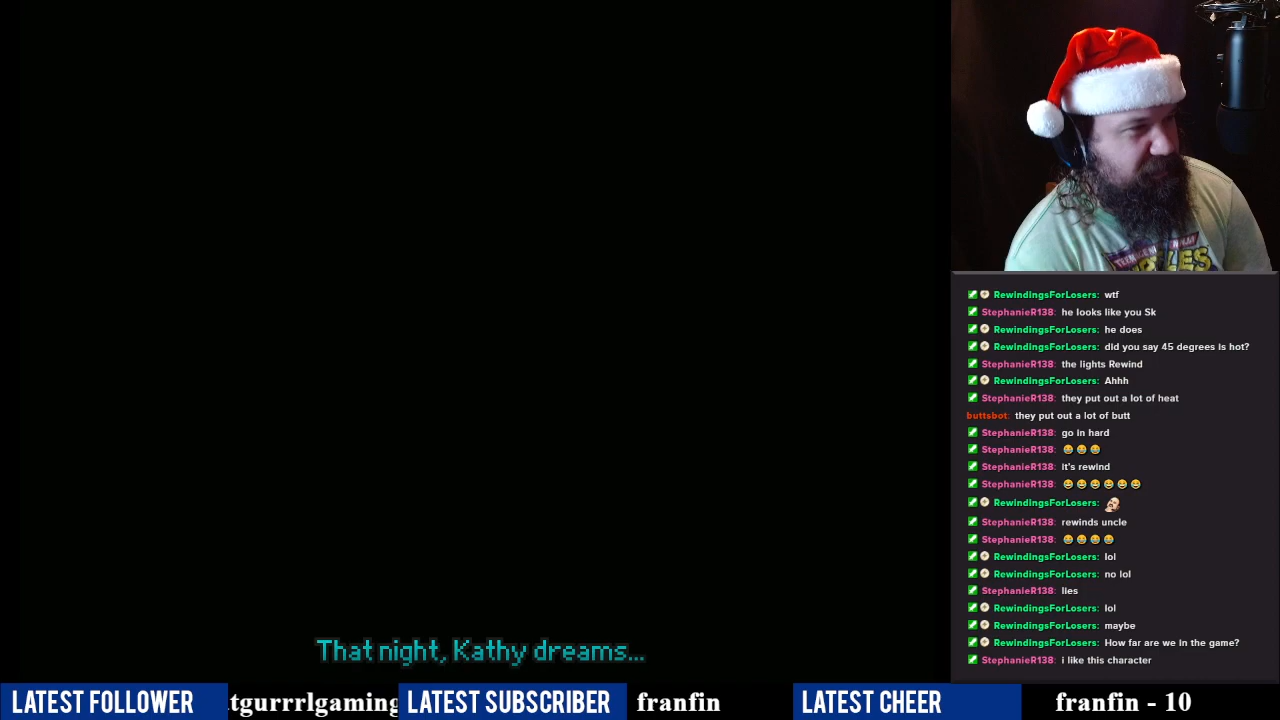 TEENAGE MUTANT
TURTLES
RewindingsForLosers: wtf
StephanieR138: he looks like you Sk
RewindingsForLosers: he does
RewindingsForLosers: did you say 45 degrees is hot?
StephanieR138: the lights Rewind
RewindingsForLosers: Ahhh
StephanieR138: they put out a lot of heat
buttsbot: they put out a lot of butt
StephanieR138: go in hard
StephanieR138: 😂😂😂
StephanieR138: it's rewind
StephanieR138: 😂😂😂😂😂😂
RewindingsForLosers:
StephanieR138: rewinds uncle
StephanieR138: 😂😂😂😂
RewindingsForLosers: lol
RewindingsForLosers: no lol
StephanieR138: lies
RewindingsForLosers: lol
RewindingsForLosers: maybe
RewindingsForLosers: How far are we in the game?
StephanieR138: i like this character
That night, Kathy dreams...
LATEST FOLLOWER tgurrrlgaming LATEST SUBSCRIBER franfin LATEST CHEER franfin - 10